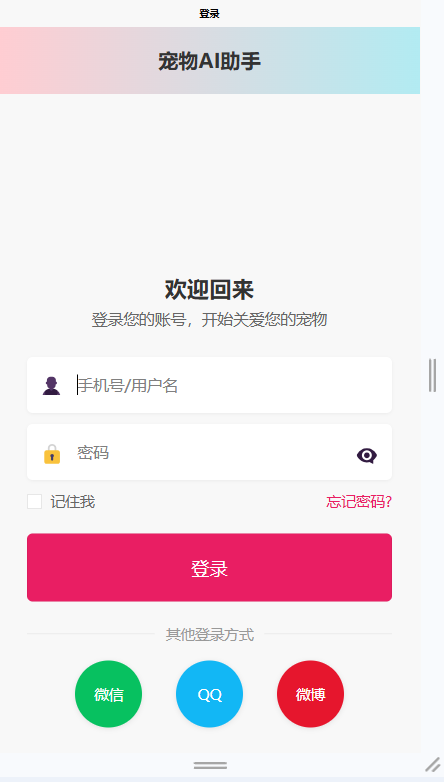 登录
宠物AI助手
欢迎回来
登录您的账号，开始关爱您的宠物
手机号/用户名
密码
记住我 忘记密码?
登录
其他登录方式
微信 QQ 微博